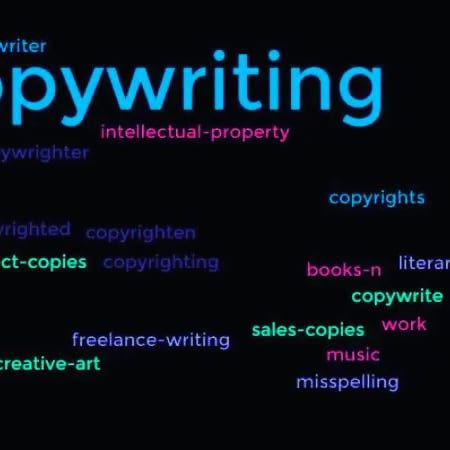 writer
opywriting
intellectual-property
ywrighter
copyrights
yrighted copyrighten
ct-copies copyrighting
literar
books-n
copywrite
sales-copies work
freelance-writing
music
creative-art
misspelling